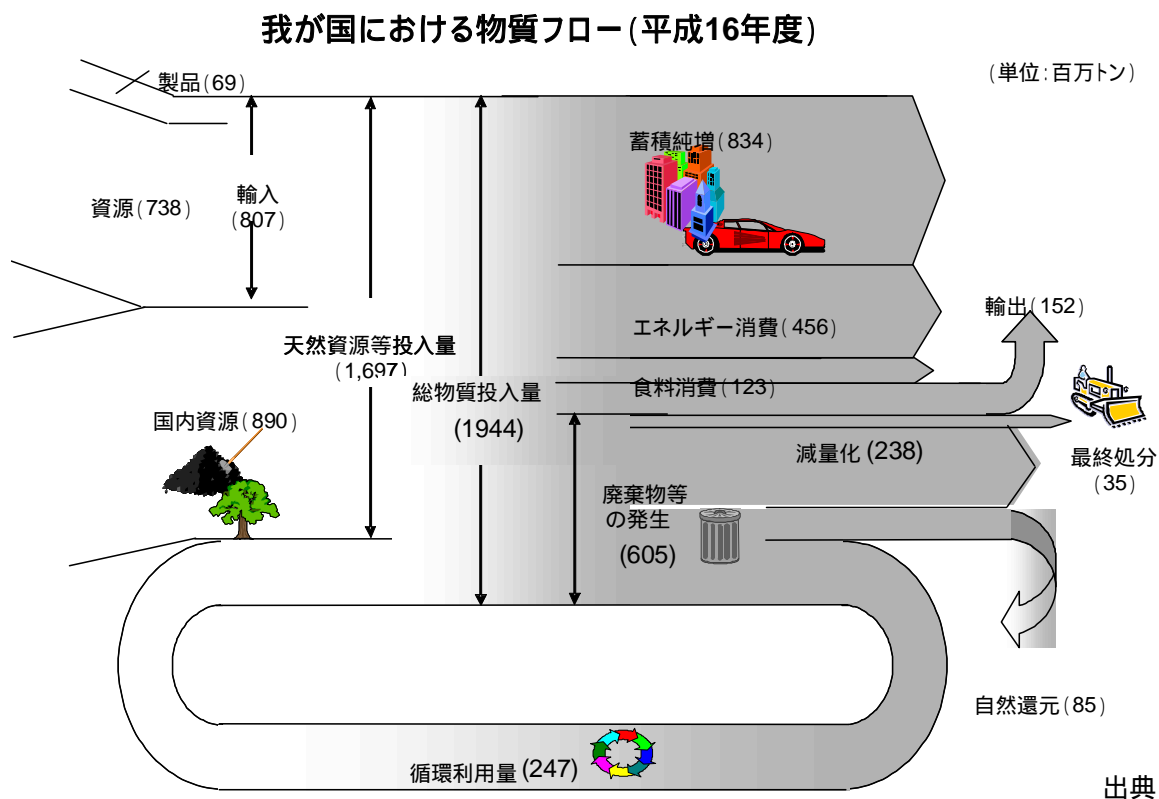 我が国における物質フロー(平成16年度)
(単位:百万トン)
製品(69)
蓄積純増(834)
資源(738)
輸入
(807)
輸出(152)
エネルギー消費(456)
天然資源等投入量
(1,697)
食料消費(123)
総物質投入量
(1944)
国内資源(890)
減量化(238)
最終処分
(35)
廃棄物等
の発生
(605)
自然還元(85)
循環利用量(247)
出典